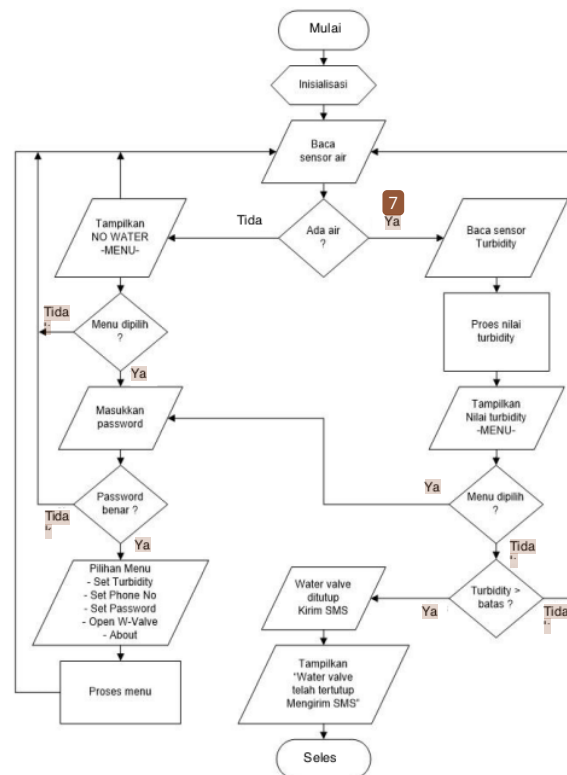 Mulai
Inisialisasi
Baca
sensor air
Ada air
?
Tida
7
Ya
Tampilkan
NO WATER
-MENU-
Baca sensor
Turbidity
Menu dipilih
?
Tida
Ya
Proes nilai
turbidity
Masukkan
password
Tampilkan
Nilai turbidity
-MENU-
Password
benar ?
Tida
Ya
Menu dipilih
?
Ya
Tida
Pilihan Menu
- Set Turbidity
- Set Phone No
- Set Password
- Open W-Valve
- About
Water valve
ditutup
Kirim SMS
Ya
Turbidity >
batas ?
Tida
Proses menu
Tampilkan
“Water valve
telah tertutup
Mengirim SMS”
Seles